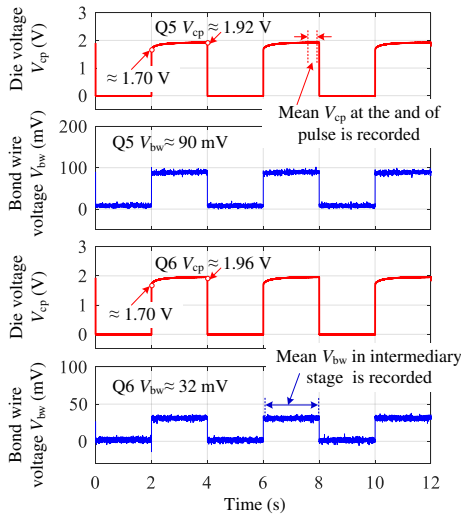 Die voltage
V_cp (V)
3
2
1
0
Q5 V_cp ≈ 1.92 V
≈ 1.70 V
Mean V_cp at the and of
pulse is recorded
Bond wire
voltage V_bw (mV)
200
100
0
Q5 V_bw ≈ 90 mV
Die voltage
V_cp (V)
3
2
1
0
Q6 V_cp ≈ 1.96 V
≈ 1.70 V
Bond wire
voltage V_bw (mV)
100
50
0
Q6 V_bw ≈ 32 mV
Mean V_bw in intermediary
stage is recorded
0 2 4 6 8 10 12
Time (s)